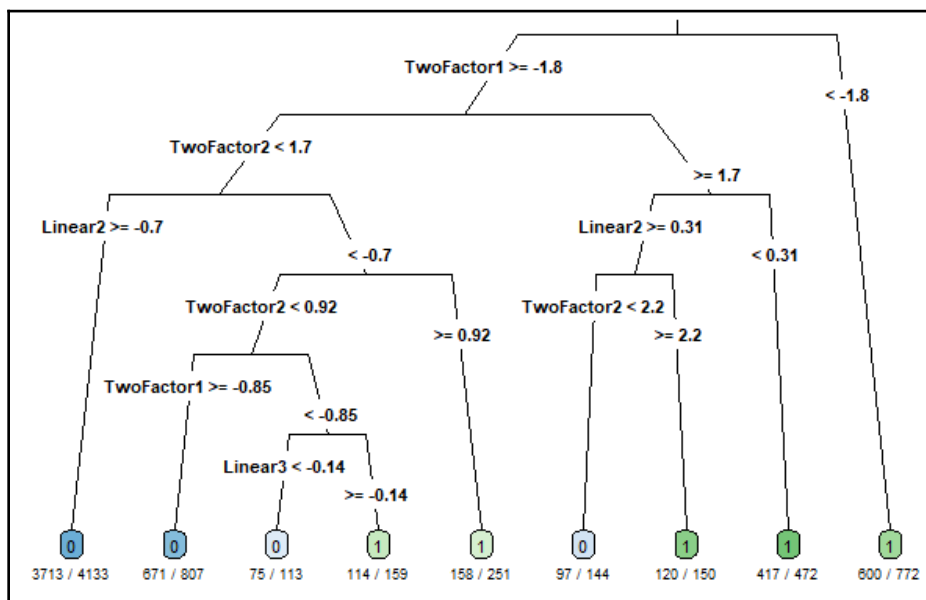 TwoFactor1 >= -1.8
< -1.8
TwoFactor2 < 1.7
>= 1.7
Linear2 >= -0.7
Linear2 >= 0.31
< -0.7
< 0.31
TwoFactor2 < 0.92
TwoFactor2 < 2.2
>= 0.92
>= 2.2
TwoFactor1 >= -0.85
< -0.85
Linear3 < -0.14
>= -0.14
0 0 0 1 1 0 1 1 1
3713 / 4133 671 / 807 75 / 113 114 / 159 158 / 251 97 / 144 120 / 150 417 / 472 600 / 772